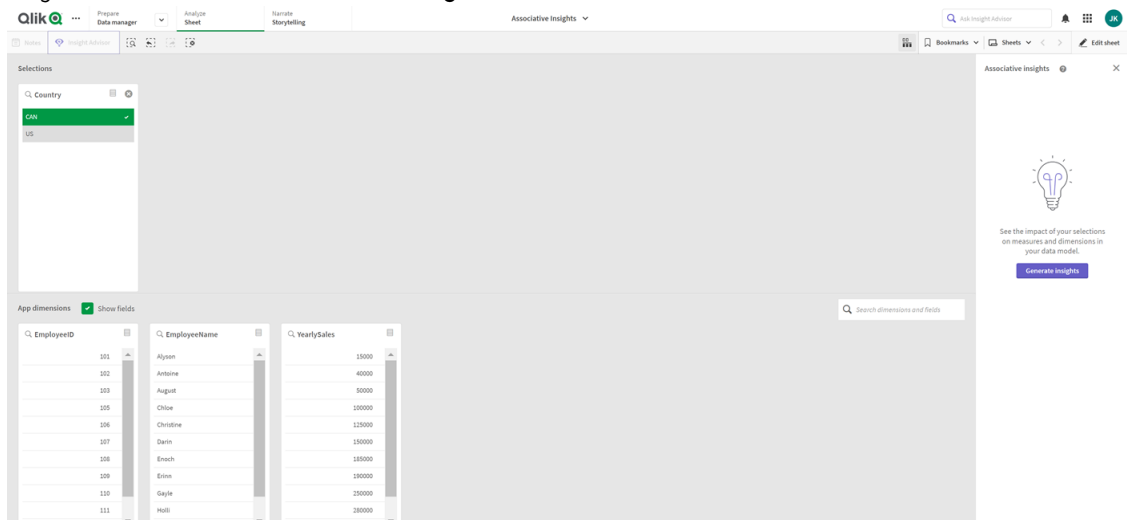 Qlik
Prepare
Data manager
Analyze
Sheet
Narrate
Storytelling
Associative Insights
Ask Insight Advisor
JK
Notes
Insight Advisor
Bookmarks
Sheets
Edit sheet
Selections
Country
CAN
US
Associative insights
See the impact of your selections
on measures and dimensions in
your data model.
Generate insights
App dimensions
Show fields
Search dimensions and fields
EmployeeID
EmployeeName
YearlySales
101 Alyson 15000
102 Antoine 40000
103 August 50000
105 Chloe 100000
106 Christine 125000
107 Darin 150000
108 Enoch 185000
109 Erinn 190000
110 Gayle 250000
111 Holli 280000